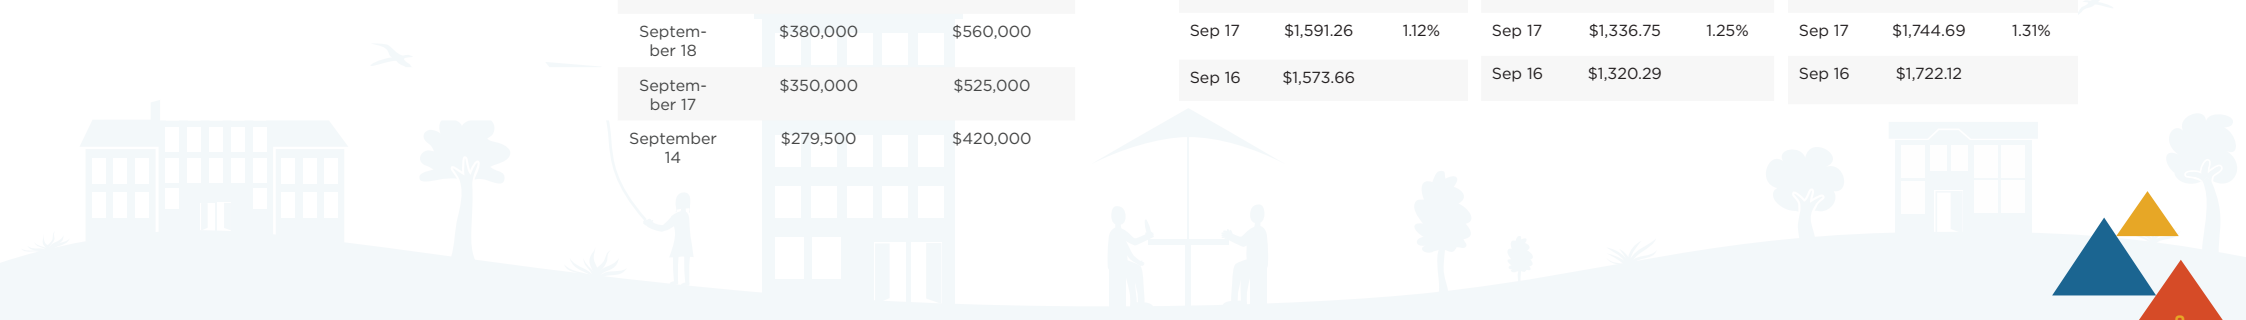 Septem-
ber 18 $380,000 $560,000
Septem-
ber 17 $350,000 $525,000
September
14 $279,500 $420,000
Sep 17 $1,591.26 1.12%
Sep 16 $1,573.66
Sep 17 $1,336.75 1.25%
Sep 16 $1,320.29
Sep 17 $1,744.69 1.31%
Sep 16 $1,722.12